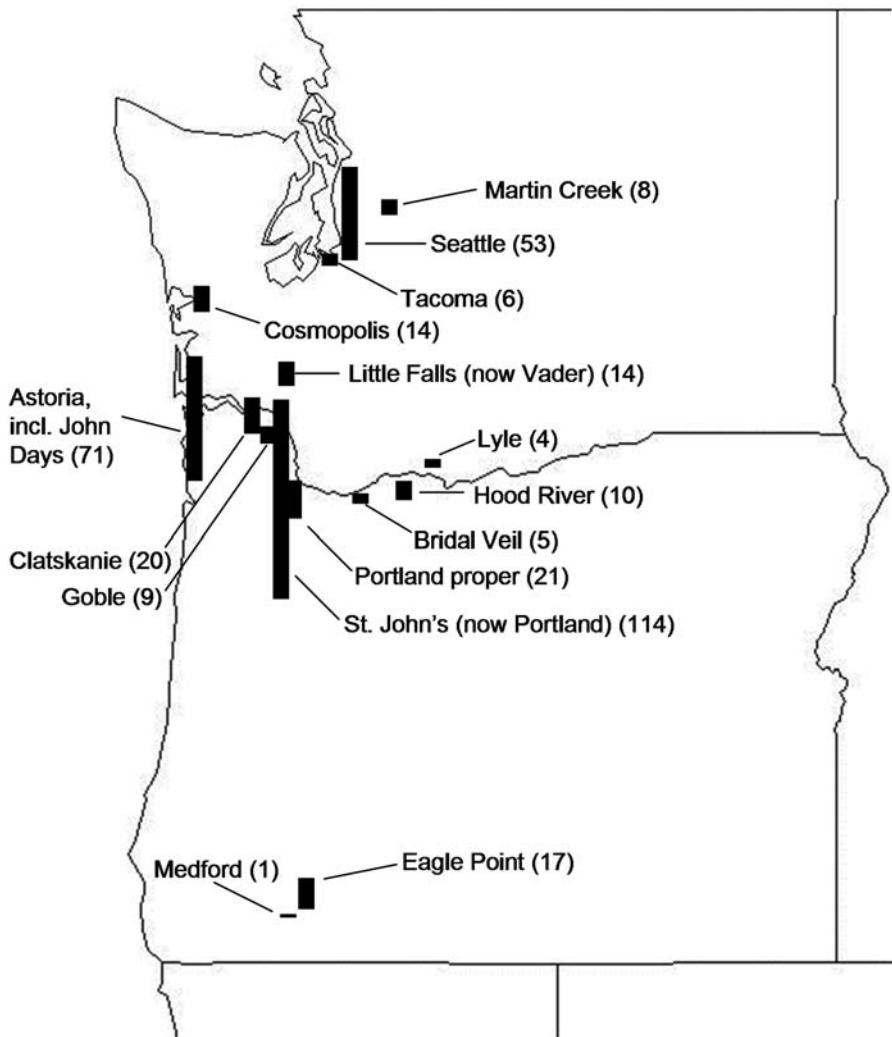 Martin Creek (8)
Seattle (53)
Tacoma (6)
Cosmopolis (14)
Little Falls (now Vader) (14)
Astoria,
incl. John
Days (71)
Lyle (4)
Hood River (10)
Bridal Veil (5)
Clatskanie (20)
Portland proper (21)
Goble (9)
St. John's (now Portland) (114)
Medford (1)
Eagle Point (17)